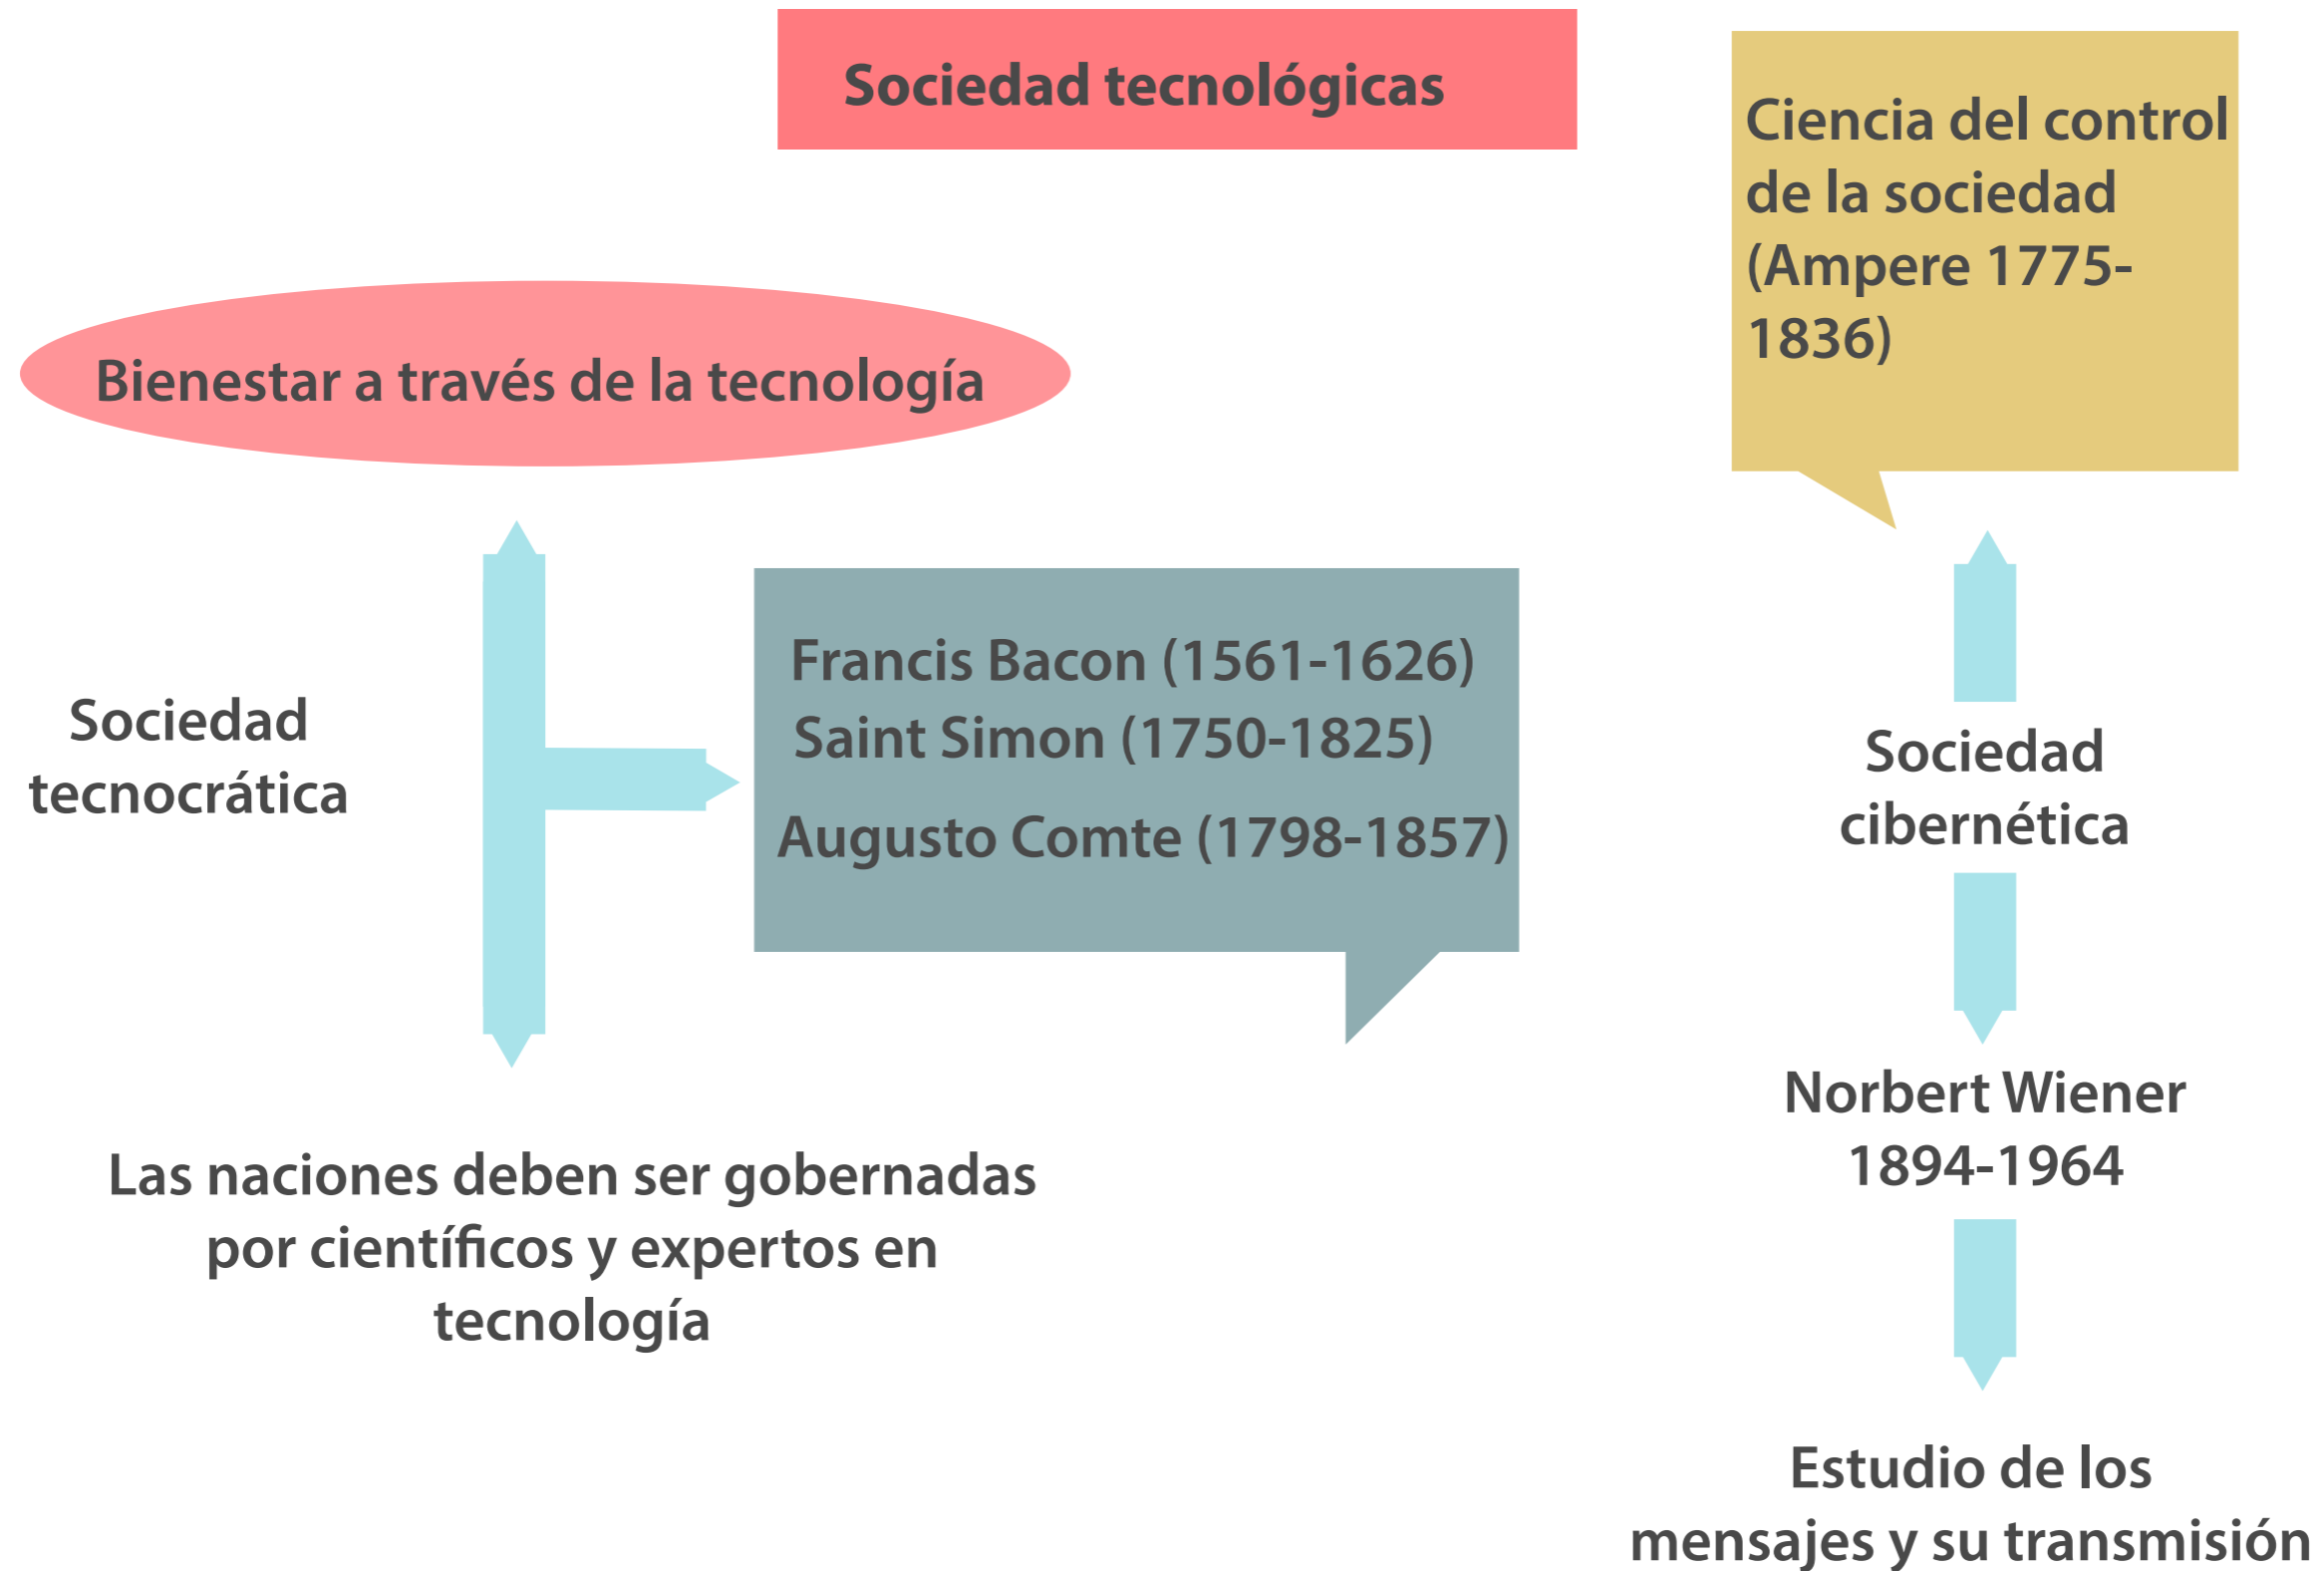 Sociedad tecnológicas
Bienestar a través de la tecnología
Sociedad
tecnocrática
Francis Bacon (1561-1626)
Saint Simon (1750-1825)
Augusto Comte (1798-1857)
Las naciones deben ser gobernadas
por científicos y expertos en
tecnología
Ciencia del control
de la sociedad
(Ampere 1775-
1836)
Sociedad
cibernética
Norbert Wiener
1894-1964
Estudio de los
mensajes y su transmisión